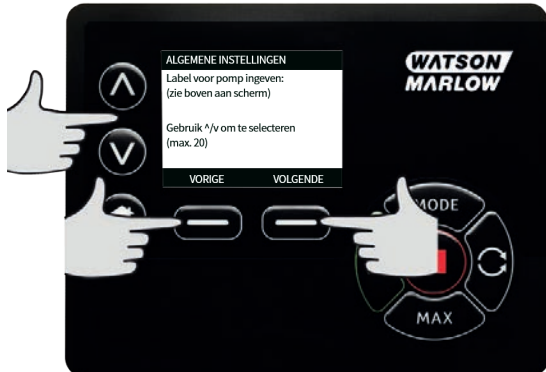 ALGEMENE INSTELLINGEN
Label voor pomp ingeven:
(zie boven aan scherm)
Gebruik ^/v om te selecteren
(max. 20)
VORIGE VOLGENDE
WATSON
MARLOW
MODE
MAX